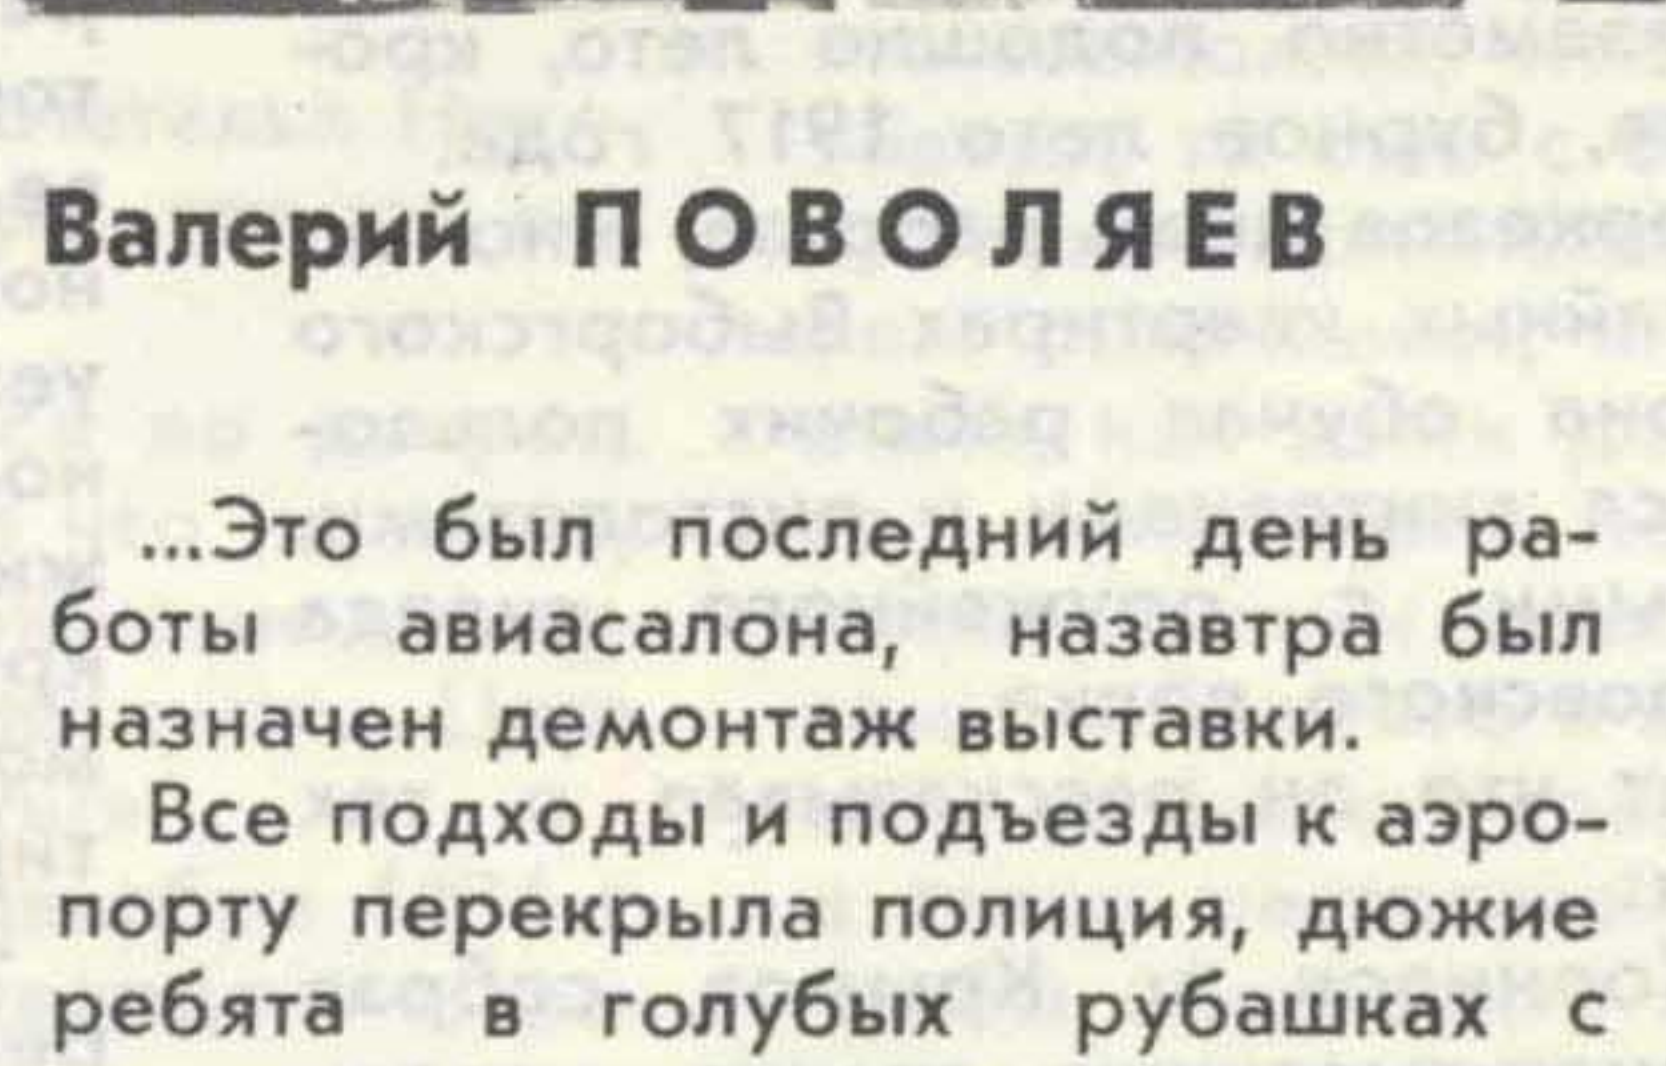 Валерий ПОВОЛЯЕВ
...Это был последний день ра-
боты авиасалона, назавтра был
назначен демонтаж выставки.
Все подходы и подъезды к аэро-
порту перекрыла полиция, дюжие
ребята в голубых рубашках с